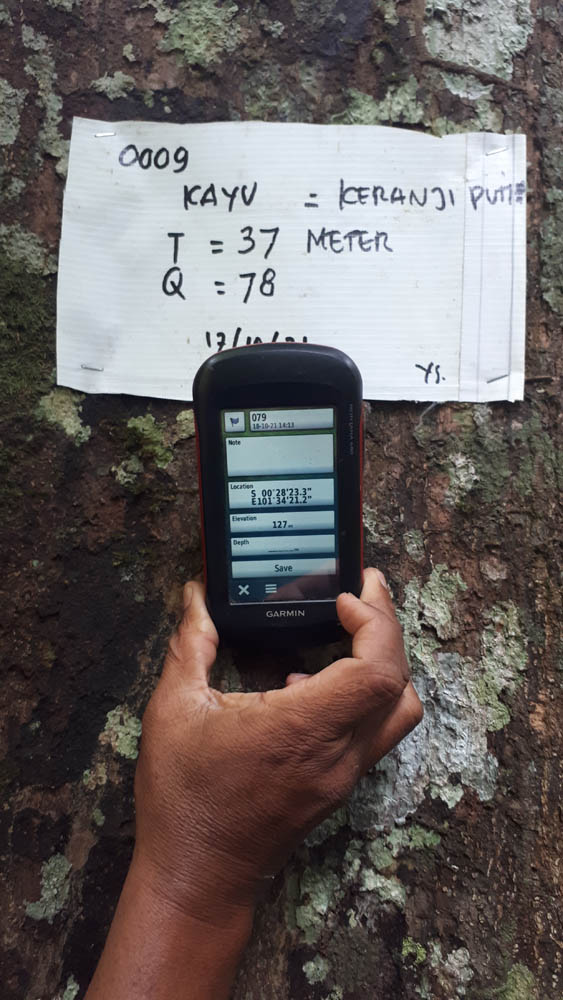 0009
KAYU = KERANJI PUTIH
T = 37 METER
Q = 78
17/10/21
YS.
079
18-10-21 14:13
Note
Location
S 00°28'23.3"
E101°34'21.2"
Elevation
127
Depth
Save
GARMIN